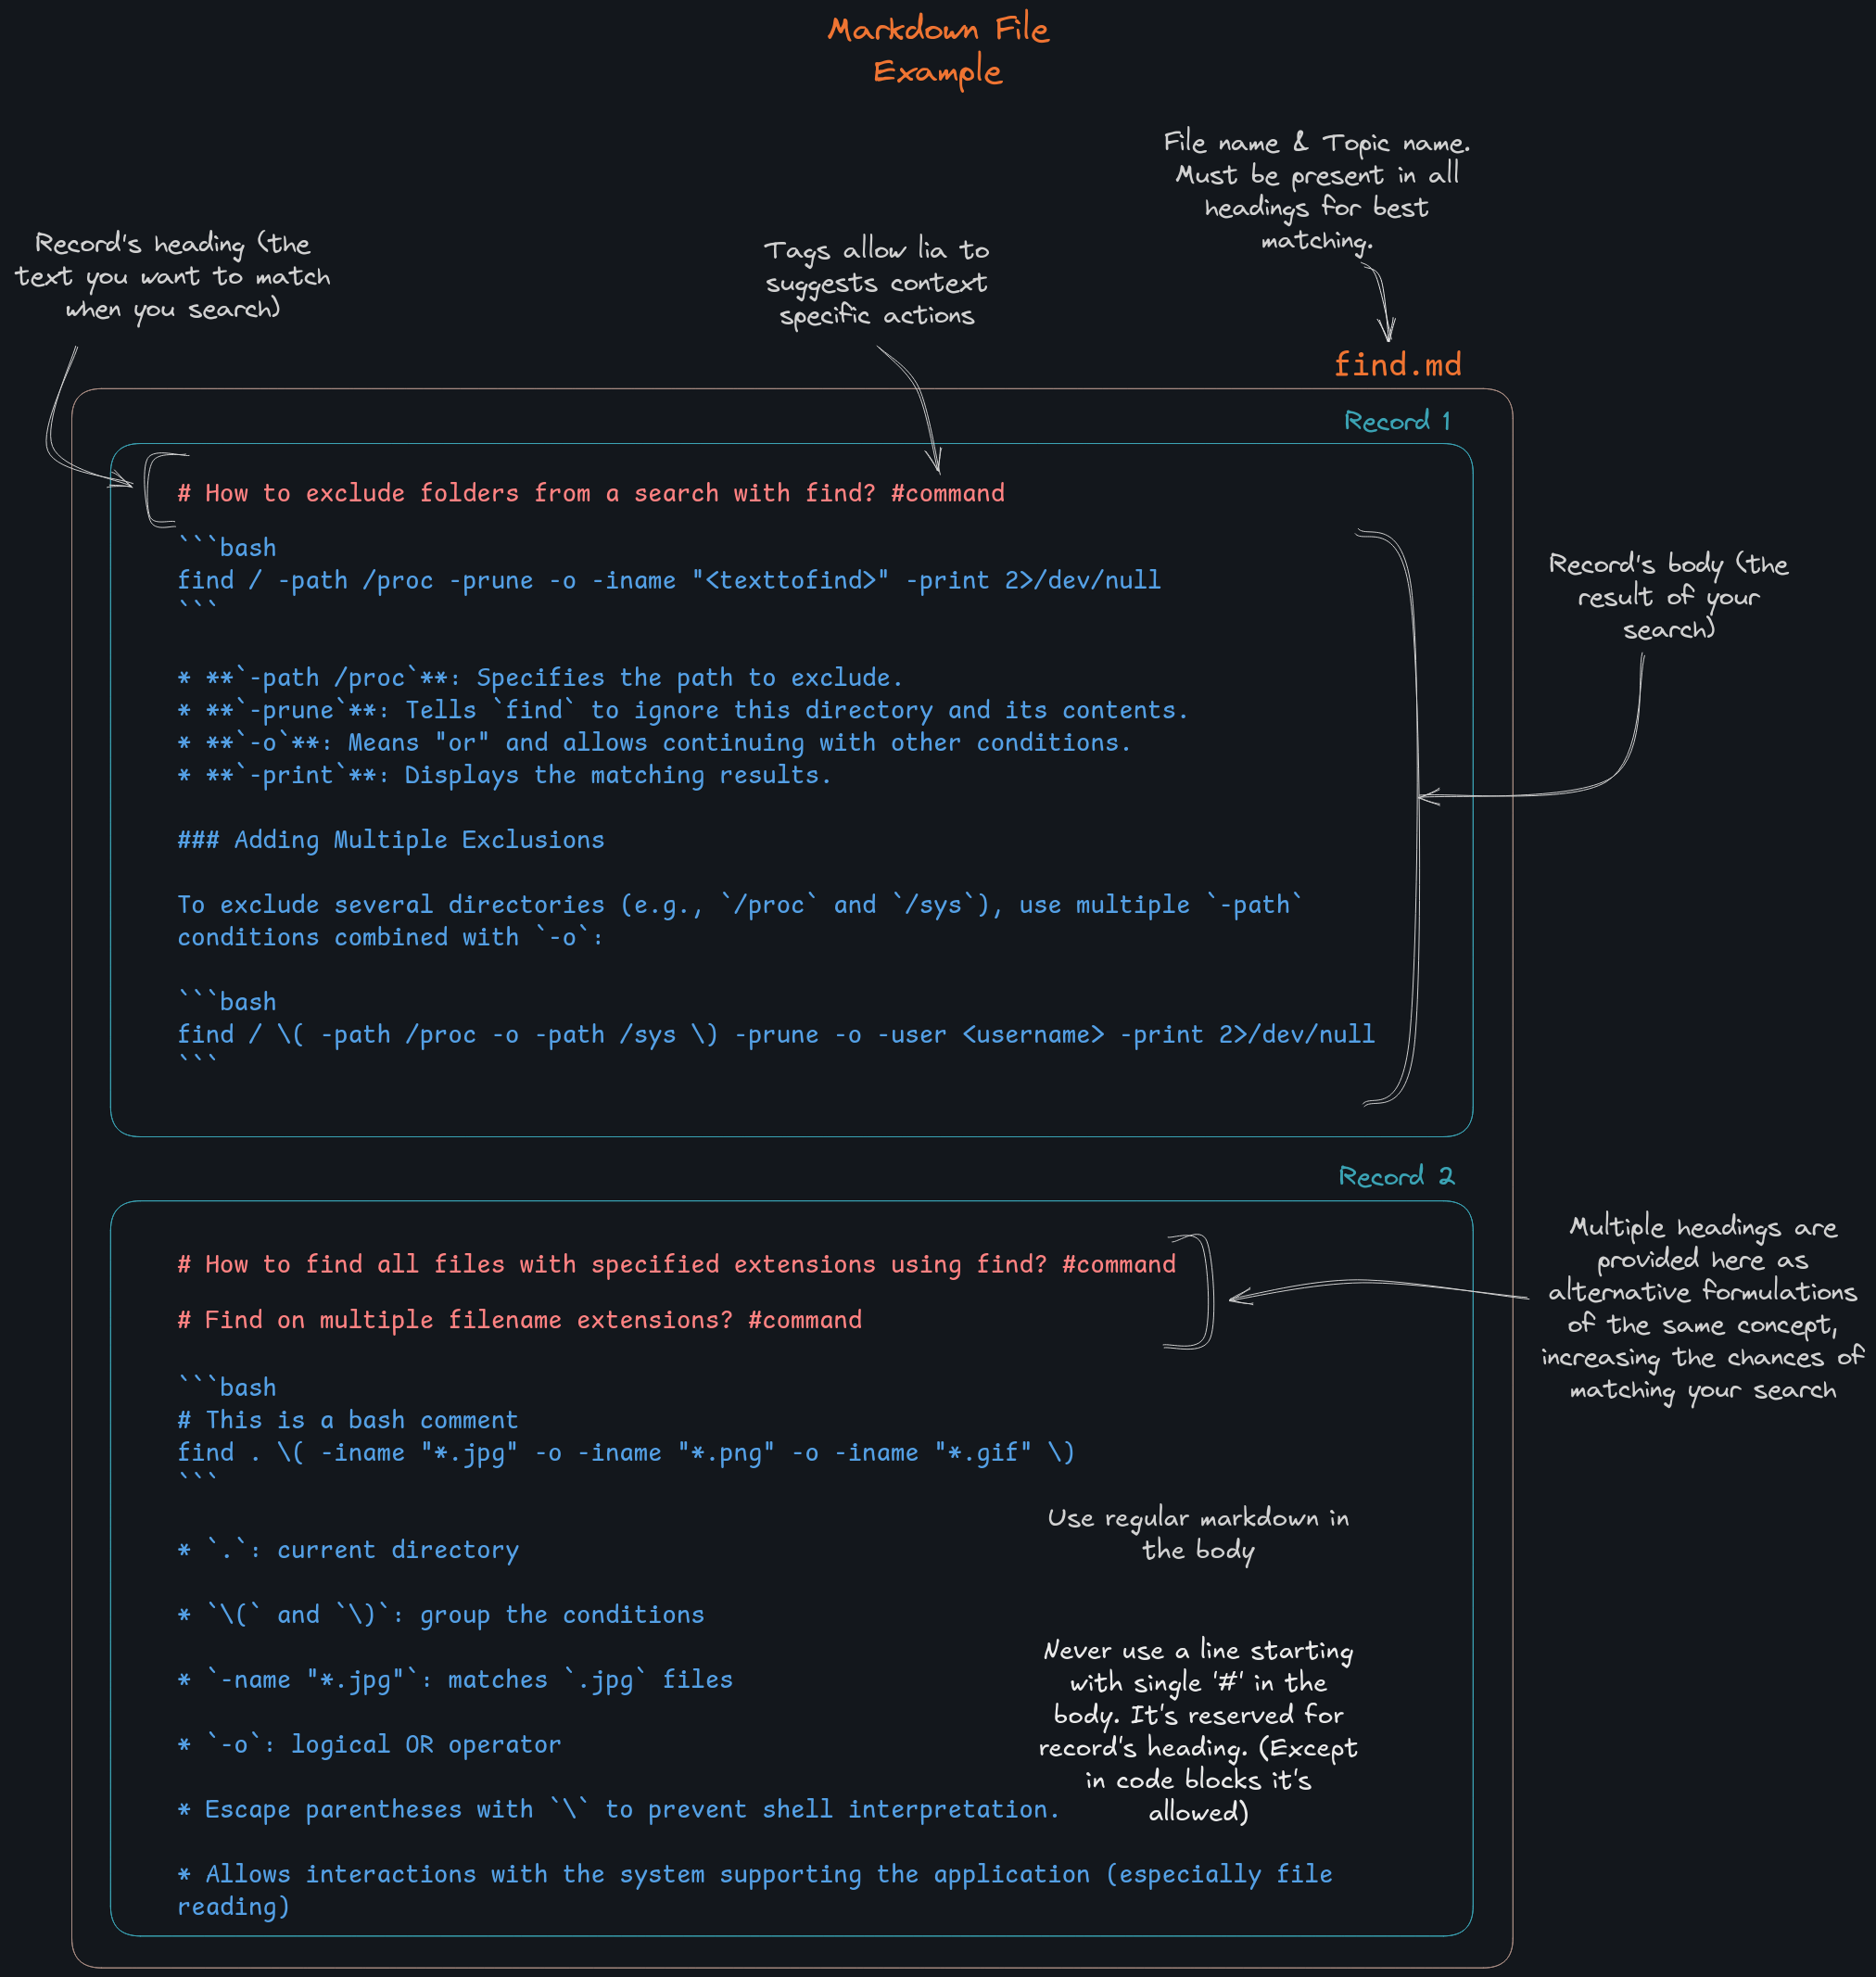 Markdown File
Example
File name & Topic name.
Must be present in all
headings for best
matching.
Record's heading (the
text you want to match
when you search)
Tags allow lia to
suggests context
specific actions
find.md
Record 1
# How to exclude folders from a search with find? #command
```bash
find / -path /proc -prune -o -iname "<texttofind>" -print 2>/dev/null
```
* **`-path /proc`**: Specifies the path to exclude.
* **`-prune`**: Tells `find` to ignore this directory and its contents.
* **`-o`**: Means "or" and allows continuing with other conditions.
* **`-print`**: Displays the matching results.
### Adding Multiple Exclusions
To exclude several directories (e.g., `/proc` and `/sys`), use multiple `-path`
conditions combined with `-o`:
```bash
find / \( -path /proc -o -path /sys \) -prune -o -user <username> -print 2>/dev/null
```
Record's body (the
result of your
search)
Record 2
# How to find all files with specified extensions using find? #command
# Find on multiple filename extensions? #command
```bash
# This is a bash comment
find . \( -iname "*.jpg" -o -iname "*.png" -o -iname "*.gif" \)
```
* `.`: current directory
* `\(` and `\)`: group the conditions
* `-name "*.jpg"`: matches `.jpg` files
* `-o`: logical OR operator
* Escape parentheses with `\` to prevent shell interpretation.
* Allows interactions with the system supporting the application (especially file
reading)
Multiple headings are
provided here as
alternative formulations
of the same concept,
increasing the chances of
matching your search
Use regular markdown in
the body
Never use a line starting
with single '#' in the
body. It's reserved for
record's heading. (Except
in code blocks it's
allowed)